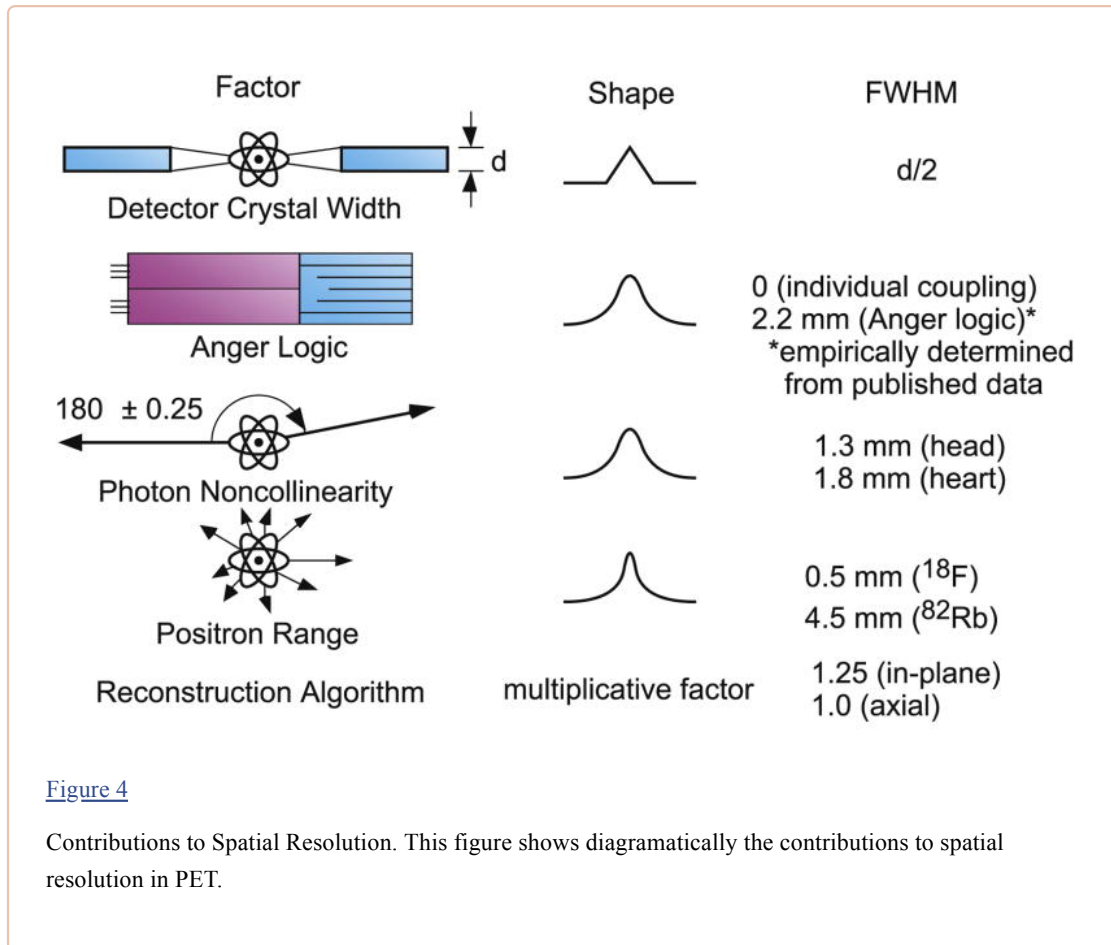 Factor
Shape
FWHM
d
d/2
Detector Crystal Width
0 (individual coupling)
2.2 mm (Anger logic)*
*empirically determined
from published data
Anger Logic
180 ± 0.25
1.3 mm (head)
1.8 mm (heart)
Photon Noncollinearity
0.5 mm (18F)
4.5 mm (82Rb)
Positron Range
Reconstruction Algorithm
multiplicative factor
1.25 (in-plane)
1.0 (axial)
Figure 4
Contributions to Spatial Resolution. This figure shows diagramatically the contributions to spatial
resolution in PET.